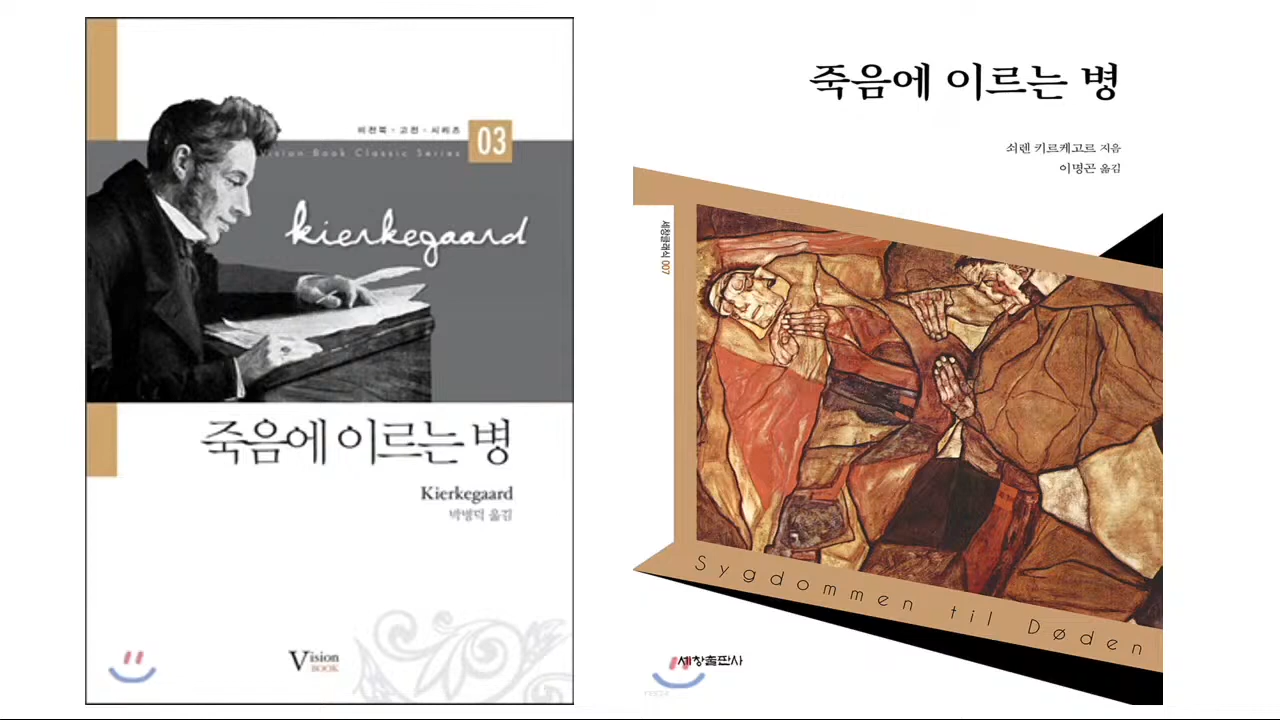 비전북·고전·시리즈
Vision Book Classic Series
03
kierkegaard
죽음에 이르는 병
Kierkegaard
박병덕 옮김
Vision
BOOK
죽음에 이르는 병
쇠렌 키르케고르 지음
이명곤 옮김
세창클래식 007
Sygdommen til Døden
세창출판사